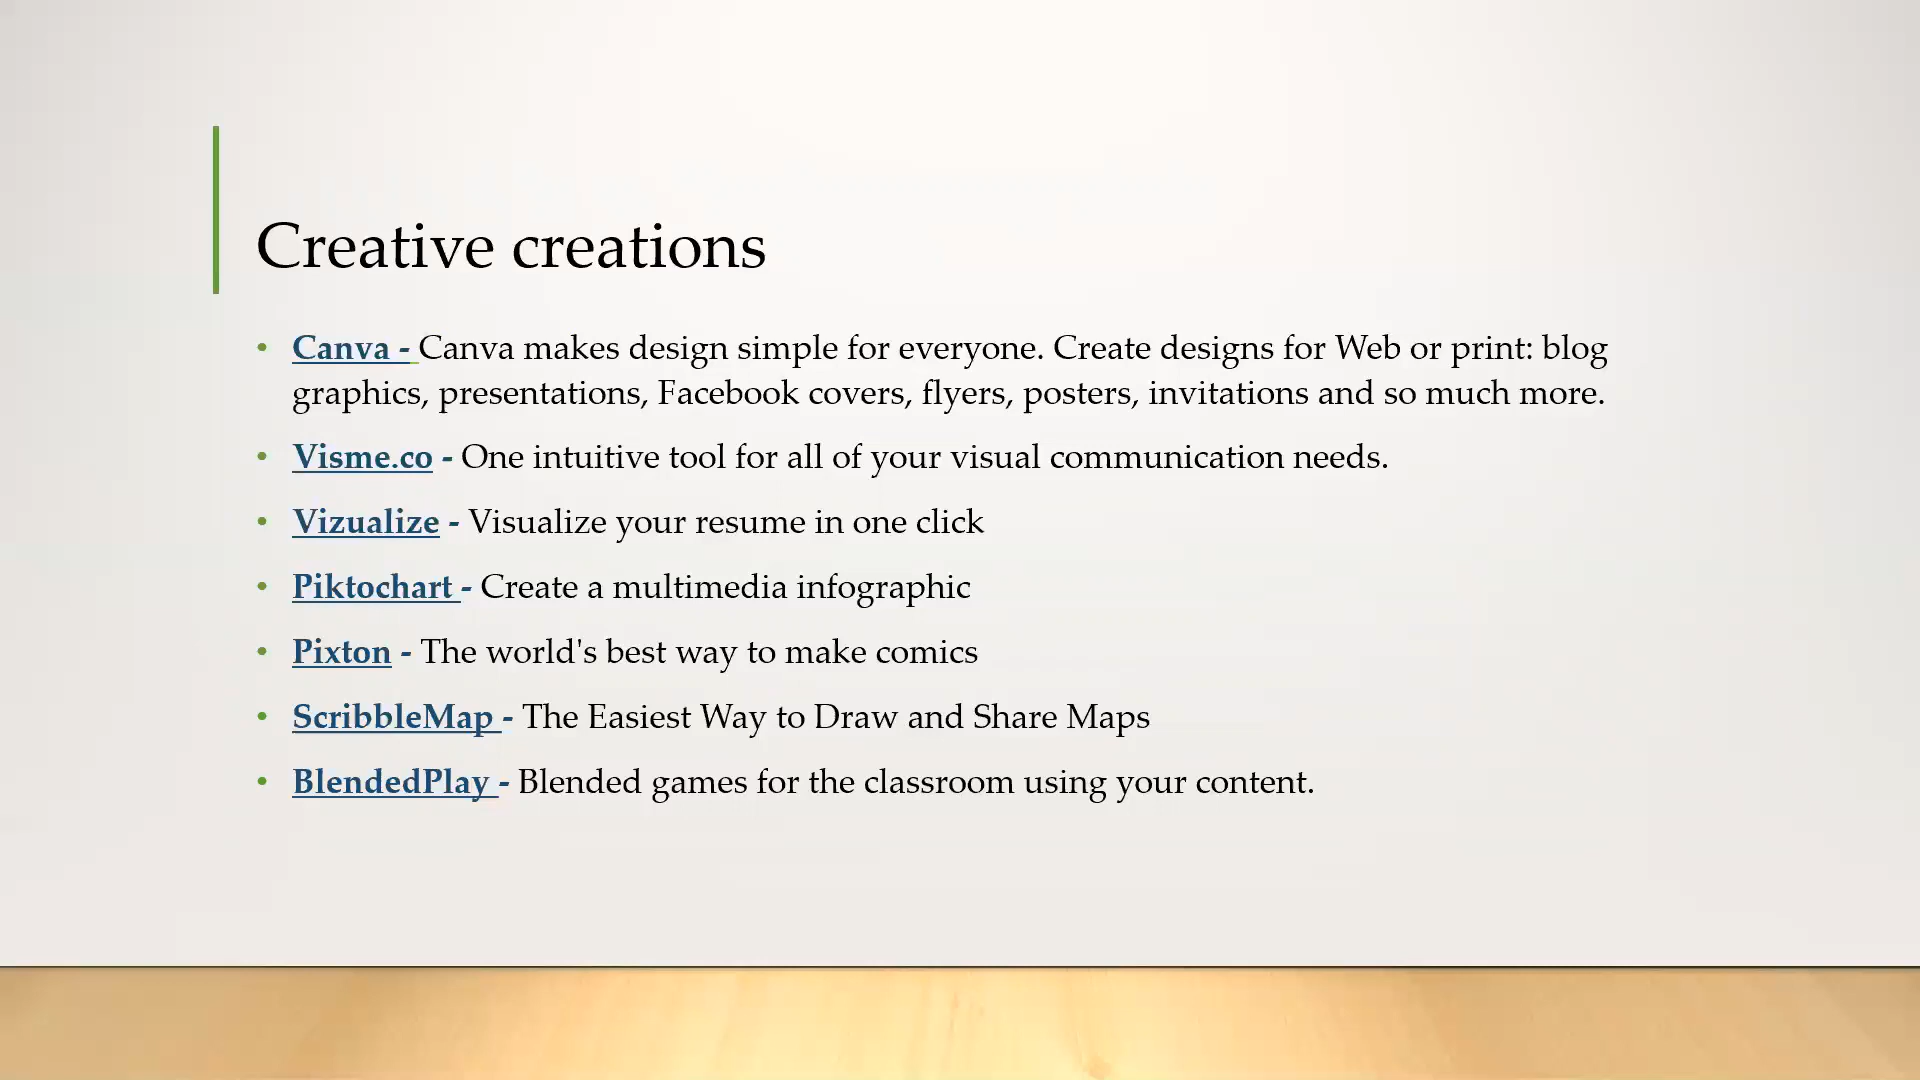 Creative creations
• Canva - Canva makes design simple for everyone. Create designs for Web or print: blog
graphics, presentations, Facebook covers, flyers, posters, invitations and so much more.
• Visme.co - One intuitive tool for all of your visual communication needs.
• Vizualize - Visualize your resume in one click
• Piktochart - Create a multimedia infographic
• Pixton - The world's best way to make comics
• ScribbleMap - The Easiest Way to Draw and Share Maps
• BlendedPlay - Blended games for the classroom using your content.